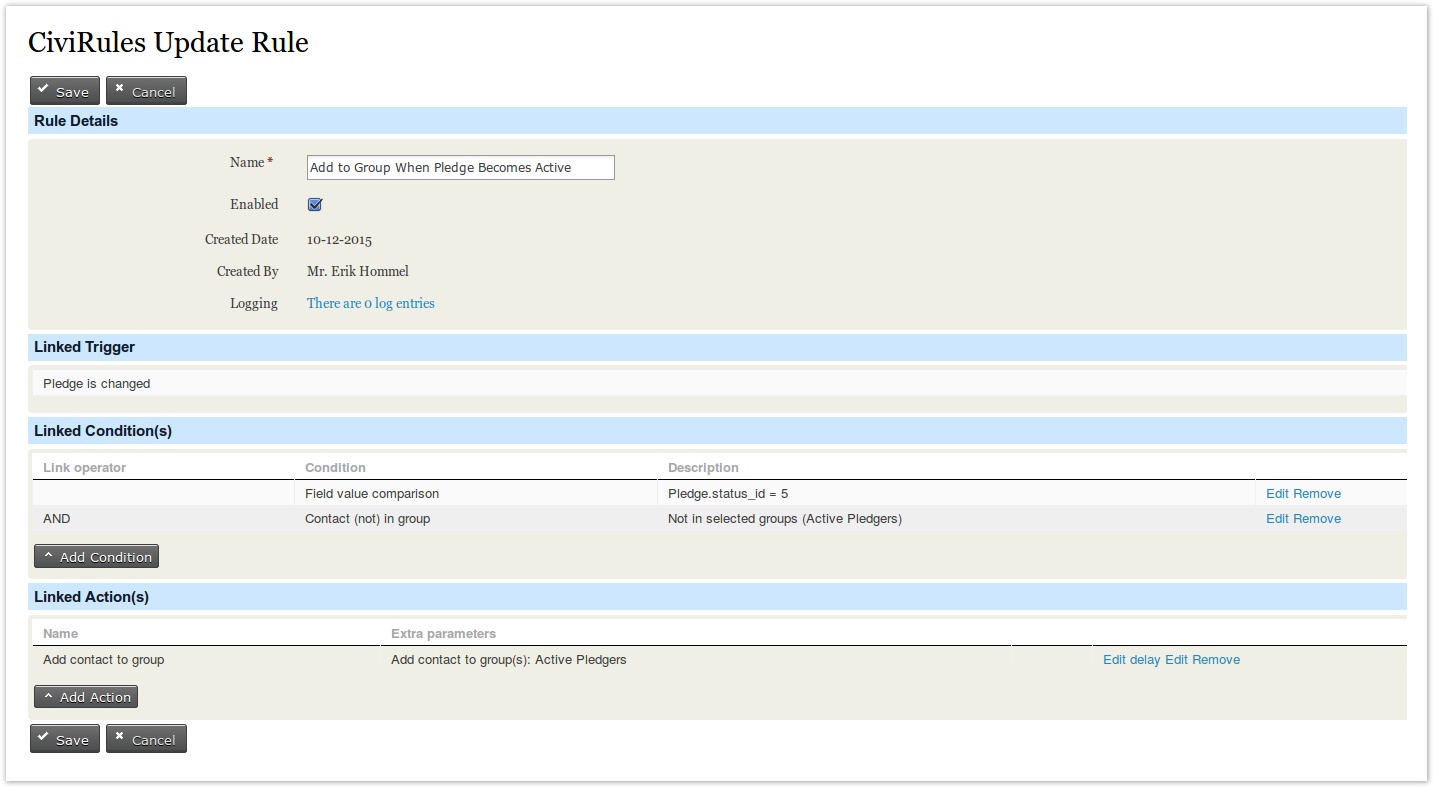 CiviRules Update Rule
Save Cancel
Rule Details
Name * Add to Group When Pledge Becomes Active
Enabled
Created Date 10-12-2015
Created By Mr. Erik Hommel
Logging There are 0 log entries
Linked Trigger
Pledge is changed
Linked Condition(s)
Link operator Condition Description
Field value comparison Pledge.status_id = 5 Edit Remove
AND Contact (not) in group Not in selected groups (Active Pledgers) Edit Remove
^ Add Condition
Linked Action(s)
Name Extra parameters
Add contact to group Add contact to group(s): Active Pledgers Edit delay Edit Remove
^ Add Action
Save Cancel